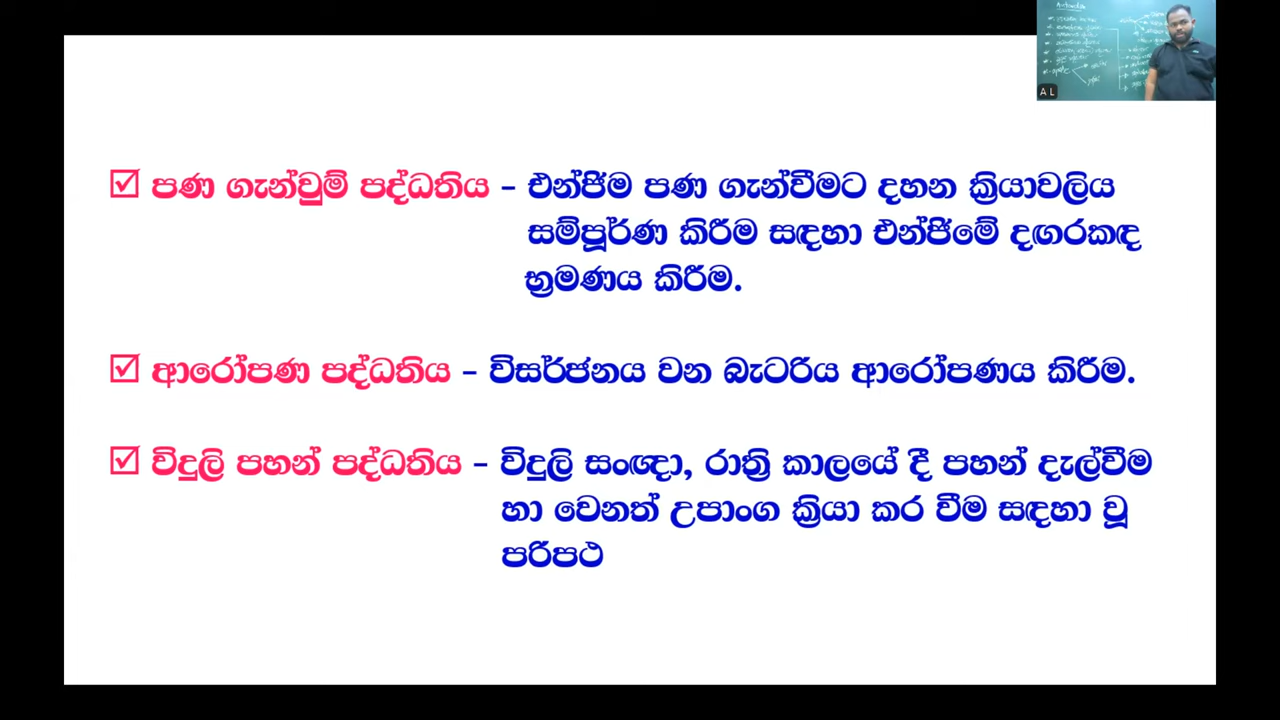 A L
පණ ගැන්වුම් පද්ධතිය - එන්ජිම පණ ගැන්වීමට දහන ක්‍රියාවලිය
සම්පූර්ණ කිරීම සඳහා එන්ජිමේ දඟරකඳ
භ්‍රමණය කිරීම.
ආරෝපණ පද්ධතිය - විසර්ජනය වන බැටරිය ආරෝපණය කිරීම.
විදුලි පහන් පද්ධතිය - විදුලි සංඥා, රාත්‍රි කාලයේ දී පහන් දැල්වීම
හා වෙනත් උපාංග ක්‍රියා කර වීම සඳහා වූ
පරිපථ